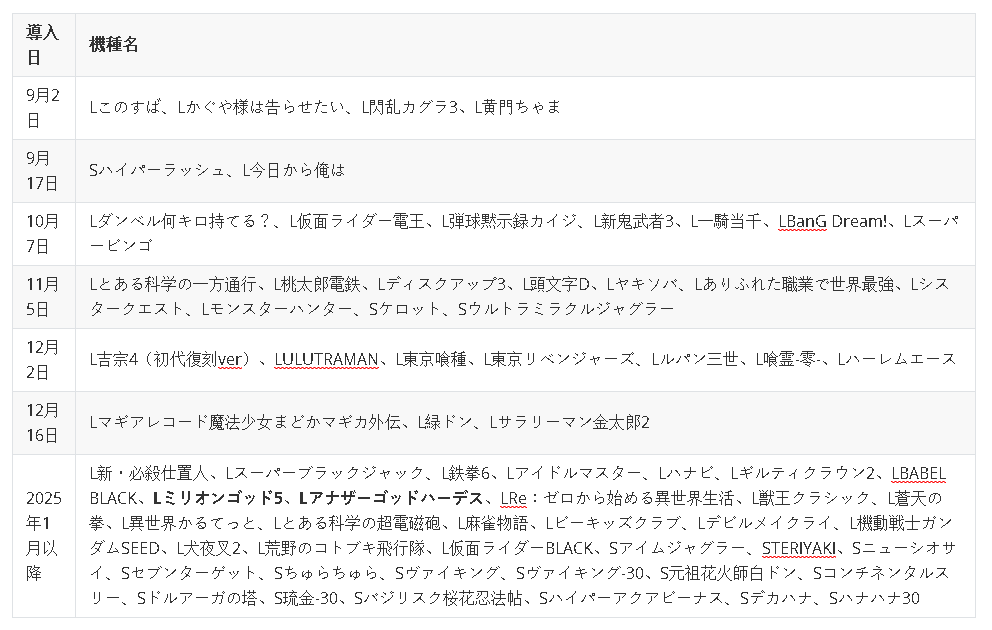 導入
日
機種名
9月2
日
Lこのすば、Lかぐや様は告らせたい、L閃乱カグラ3、L黄門ちゃま
9月
17日
Sハイパーラッシュ、L今日から俺は
10月
7日
Lダンベル何キロ持てる？、L仮面ライダー電王、L弾球黙示録カイジ、L新鬼武者3、L一騎当千、LBanG Dream!、Lスーパ
ービンゴ
11月
5日
Lとある科学の一方通行、L桃太郎電鉄、Lディスクアップ3、L頭文字D、Lヤキソバ、Lありふれた職業で世界最強、Lシス
タークエスト、Lモンスターハンター、Sケロット、Sウルトラミラクルジャグラー
12月
2日
L吉宗4（初代復刻ver）、LULUTRAMAN、L東京喰種、L東京リベンジャーズ、Lルパン三世、L喰霊-零-、Lハーレムエース
12月
16日
Lマギアレコード魔法少女まどかマギカ外伝、L緑ドン、Lサラリーマン金太郎2
2025
年1
月以
降
L新・必殺仕置人、Lスーパーブラックジャック、L鉄拳6、Lアイドルマスター、Lハナビ、Lギルティクラウン2、LBABEL
BLACK、Lミリオンゴッド5、Lアナザーゴッドハーデス、LRe：ゼロから始める異世界生活、L獣王クラシック、L蒼天の
拳、L異世界かるてっと、Lとある科学の超電磁砲、L麻雀物語、Lビーキッズクラブ、Lデビルメイクライ、L機動戦士ガン
ダムSEED、L犬夜叉2、L荒野のコトブキ飛行隊、L仮面ライダーBLACK、Sアイムジャグラー、STERIYAKI、Sニューシオサ
イ、Sセブンターゲット、Sちゅらちゅら、Sヴァイキング、Sヴァイキング-30、S元祖花火師白ドン、Sコンチネンタルス
リー、Sドルアーガの塔、S琉金-30、Sバジリスク桜花忍法帖、Sハイパーアクアビーナス、Sデカハナ、Sハナハナ30